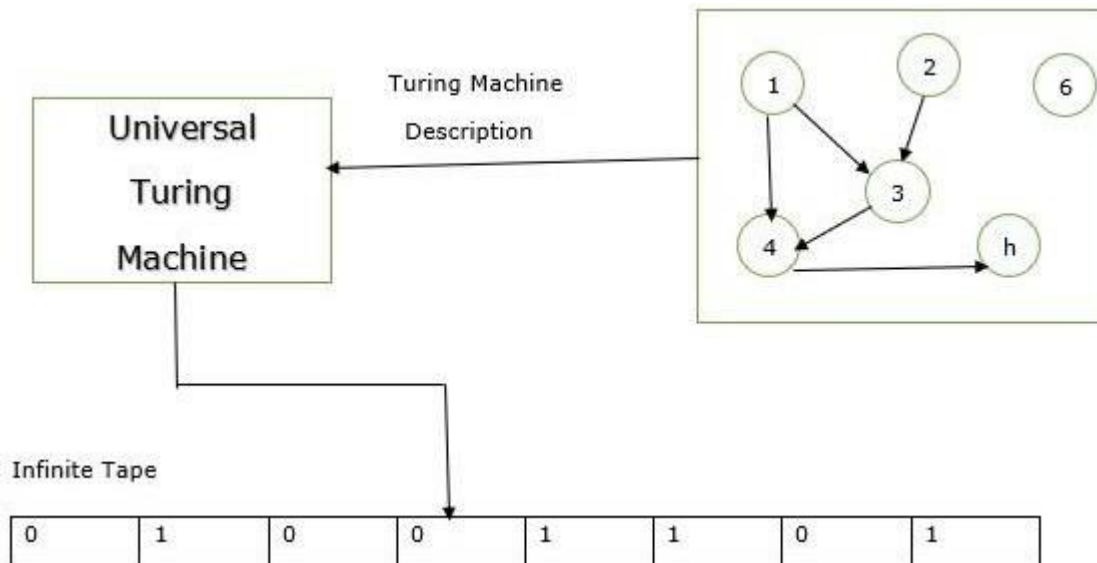 Universal
Turing
Machine
Turing Machine
Description
1
2
6
3
4
h
Infinite Tape
0 1 0 0 1 1 0 1